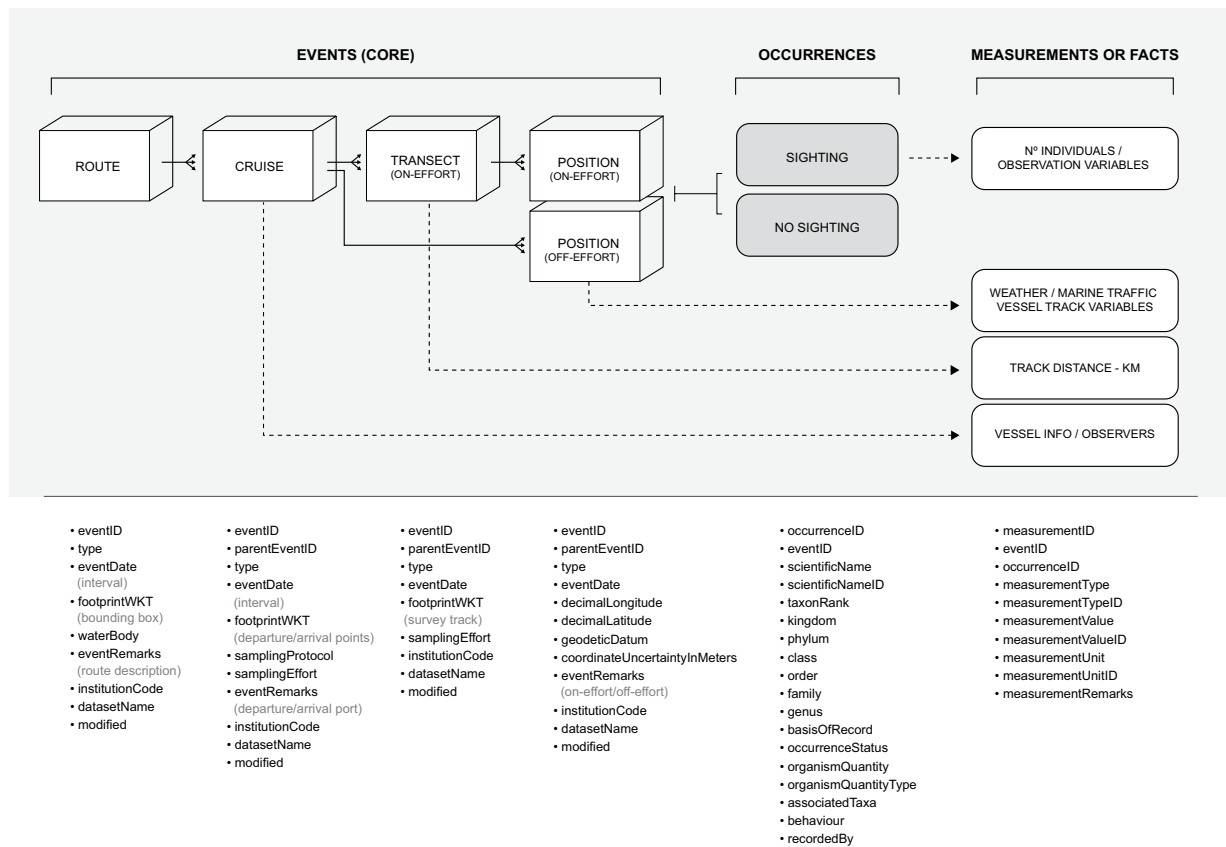 EVENTS (CORE)
OCCURRENCES
MEASUREMENTS OR FACTS
ROUTE
CRUISE
TRANSECT
(ON-EFFORT)
POSITION
(ON-EFFORT)
POSITION
(OFF-EFFORT)
SIGHTING
NO SIGHTING
Nº INDIVIDUALS /
OBSERVATION VARIABLES
WEATHER / MARINE TRAFFIC
VESSEL TRACK VARIABLES
TRACK DISTANCE - KM
VESSEL INFO / OBSERVERS
• eventID
• type
• eventDate
(interval)
• footprintWKT
(bounding box)
• waterBody
• eventRemarks
(route description)
• institutionCode
• datasetName
• modified
• eventID
• parentEventID
• type
• eventDate
(interval)
• footprintWKT
(departure/arrival points)
• samplingProtocol
• samplingEffort
• eventRemarks
(departure/arrival port)
• institutionCode
• datasetName
• modified
• eventID
• parentEventID
• type
• eventDate
• footprintWKT
(survey track)
• samplingEffort
• institutionCode
• datasetName
• modified
• eventID
• parentEventID
• type
• eventDate
• decimalLongitude
• decimalLatitude
• geodeticDatum
• coordinateUncertaintyInMeters
• eventRemarks
(on-effort/off-effort)
• institutionCode
• datasetName
• modified
• occurrenceID
• eventID
• scientificName
• scientificNameID
• taxonRank
• kingdom
• phylum
• class
• order
• family
• genus
• basisOfRecord
• occurrenceStatus
• organismQuantity
• organismQuantityType
• associatedTaxa
• behaviour
• recordedBy
• measurementID
• eventID
• occurrenceID
• measurementType
• measurementTypeID
• measurementValue
• measurementValueID
• measurementUnit
• measurementUnitID
• measurementRemarks